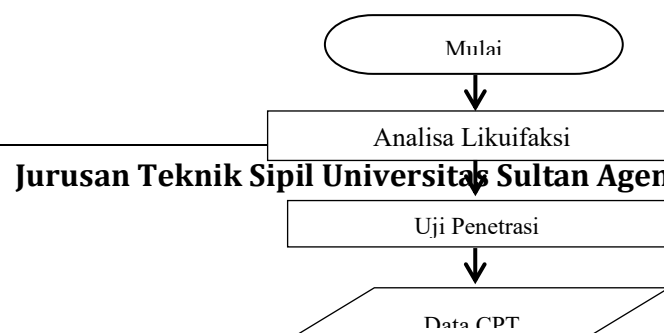 Mulai
Analisa Likuifaksi
Jurusan Teknik Sipil Universitas Sultan Agen
Uji Penetrasi
Data CPT